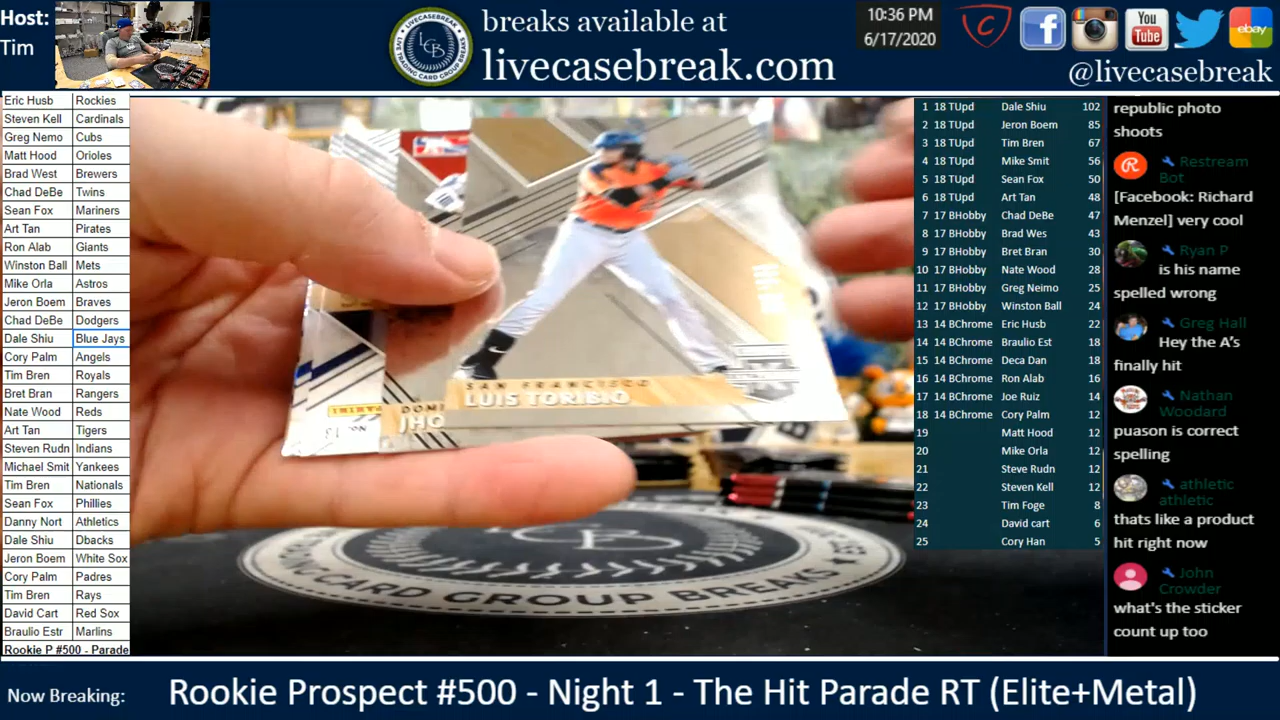 Host:
Tim
breaks available at
livecasebreak.com
LCB
10:36 PM
6/17/2020
You
Tube
ebay
@livecasebreak
Eric Husb Rockies
Steven Kell Cardinals
Greg Nemo Cubs
Matt Hood Orioles
Brad West Brewers
Chad DeBe Twins
Sean Fox Mariners
Art Tan Pirates
Ron Alab Giants
Winston Ball Mets
Mike Orla Astros
Jeron Boem Braves
Chad DeBe Dodgers
Dale Shiu Blue Jays
Cory Palm Angels
Tim Bren Royals
Bret Bran Rangers
Nate Wood Reds
Art Tan Tigers
Steven Rudn Indians
Michael Smit Yankees
Tim Bren Nationals
Sean Fox Phillies
Danny Nort Athletics
Dale Shiu Dbacks
Jeron Boem White Sox
Cory Palm Padres
Tim Bren Rays
David Cart Red Sox
Braulio Estr Marlins
Rookie P #500 - Parade
SAN FRANCISCO
LUIS TORIBIO
DOMI
JHO
PANINI
CARD GROUP BREAKS
1 18 TUpd Dale Shiu 102
2 18 TUpd Jeron Boem 85
3 18 TUpd Tim Bren 67
4 18 TUpd Mike Smit 56
5 18 TUpd Sean Fox 50
6 18 TUpd Art Tan 48
7 17 BHobby Chad DeBe 47
8 17 BHobby Brad Wes 43
9 17 BHobby Bret Bran 30
10 17 BHobby Nate Wood 28
11 17 BHobby Greg Neimo 25
12 17 BHobby Winston Ball 24
13 14 BChrome Eric Husb 22
14 14 BChrome Braulio Est 18
15 14 BChrome Deca Dan 18
16 14 BChrome Ron Alab 16
17 14 BChrome Joe Ruiz 14
18 14 BChrome Cory Palm 12
19 Matt Hood 12
20 Mike Orla 12
21 Steve Rudn 12
22 Steven Kell 12
23 Tim Foge 8
24 David cart 6
25 Cory Han 5
republic photo
shoots
Restream
Bot
[Facebook: Richard
Menzel] very cool
Ryan P
is his name
spelled wrong
Greg Hall
Hey the A's
finally hit
Nathan
Woodard
puason is correct
spelling
athletic
athletic
thats like a product
hit right now
John
Crowder
what's the sticker
count up too
Now Breaking:
Rookie Prospect #500 - Night 1 - The Hit Parade RT (Elite+Metal)